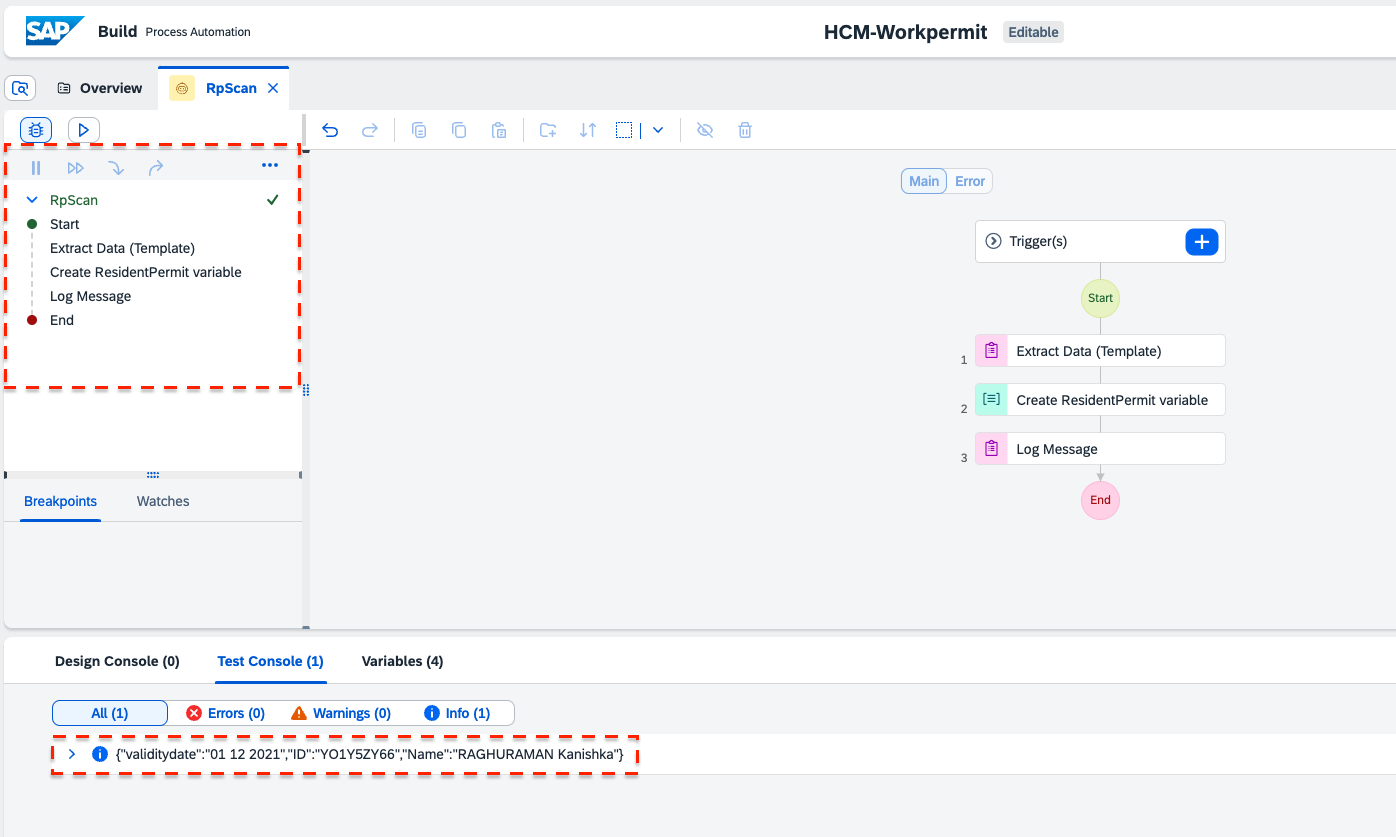 SAP Build Process Automation
HCM-Workpermit Editable
Overview
RpScan
RpScan
Start
Extract Data (Template)
Create ResidentPermit variable
Log Message
End
Breakpoints Watches
Main Error
Trigger(s)
Start
1 Extract Data (Template)
2 Create ResidentPermit variable
3 Log Message
End
Design Console (0) Test Console (1) Variables (4)
All (1) Errors (0) Warnings (0) Info (1)
{"validitydate":"01 12 2021","ID":"YO1Y5ZY66","Name":"RAGHURAMAN Kanishka"}